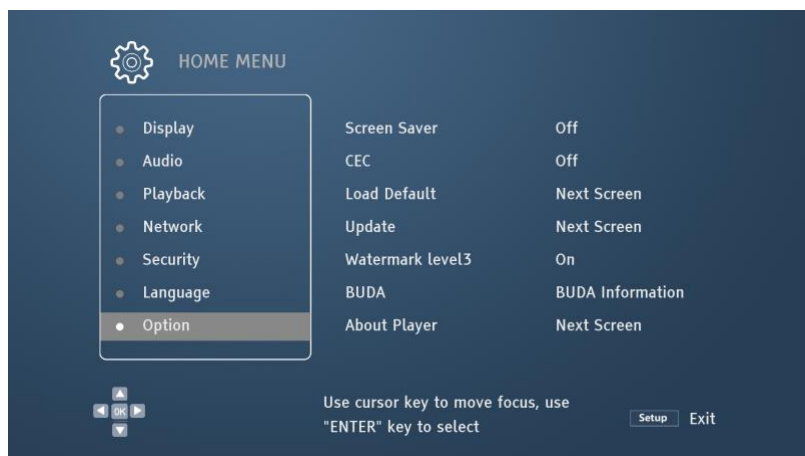 HOME MENU
Display Screen Saver Off
Audio CEC Off
Playback Load Default Next Screen
Network Update Next Screen
Security Watermark level3 On
Language BUDA BUDA Information
Option About Player Next Screen
OK
Use cursor key to move focus, use
"ENTER" key to select
Setup Exit